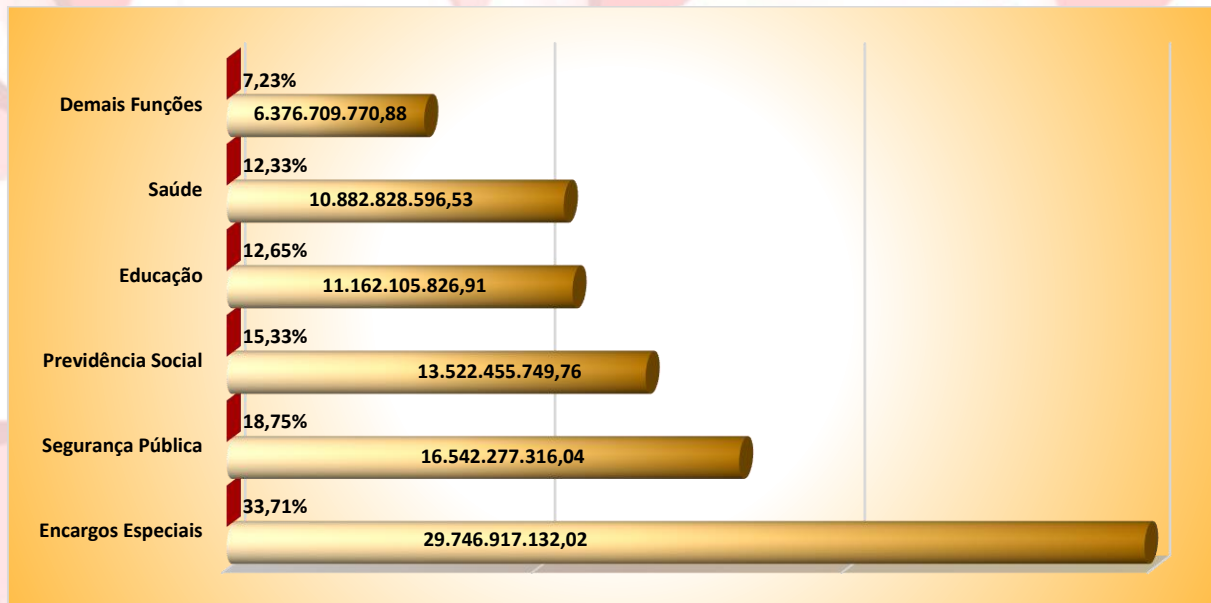 7,23%
Demais Funções
6.376.709.770,88
12,33%
Saúde
10.882.828.596,53
12,65%
Educação
11.162.105.826,91
15,33%
Previdência Social
13.522.455.749,76
18,75%
Segurança Pública
16.542.277.316,04
33,71%
Encargos Especiais
29.746.917.132,02